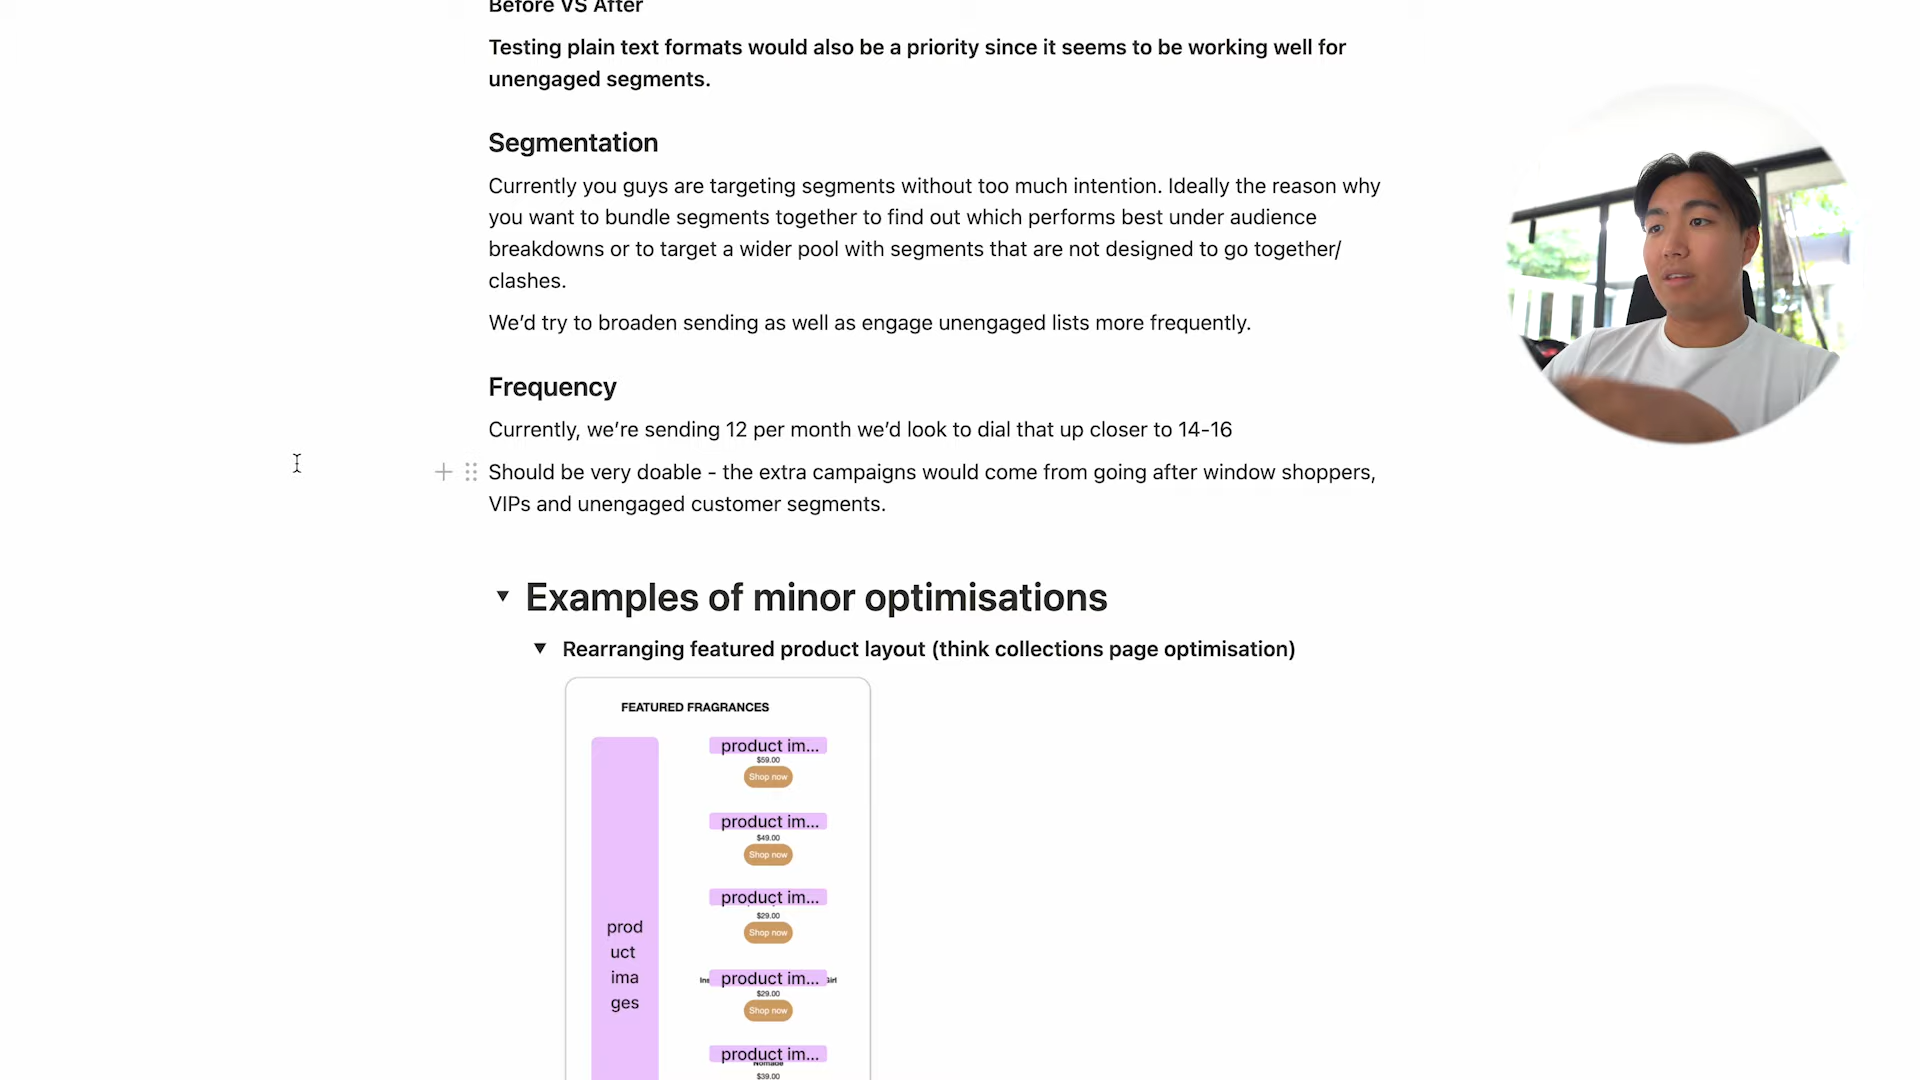 Before VS After
Testing plain text formats would also be a priority since it seems to be working well for
unengaged segments.
Segmentation
Currently you guys are targeting segments without too much intention. Ideally the reason why
you want to bundle segments together to find out which performs best under audience
breakdowns or to target a wider pool with segments that are not designed to go together/
clashes.
We’d try to broaden sending as well as engage unengaged lists more frequently.
Frequency
Currently, we’re sending 12 per month we’d look to dial that up closer to 14-16
Should be very doable - the extra campaigns would come from going after window shoppers,
VIPs and unengaged customer segments.
Examples of minor optimisations
Rearranging featured product layout (think collections page optimisation)
FEATURED FRAGRANCES
product im...
$59.00
Shop now
product im...
$49.00
Shop now
product im...
$29.00
Shop now
product im...
$29.00
Shop now
product im...
$39.00
prod
uct
ima
ges